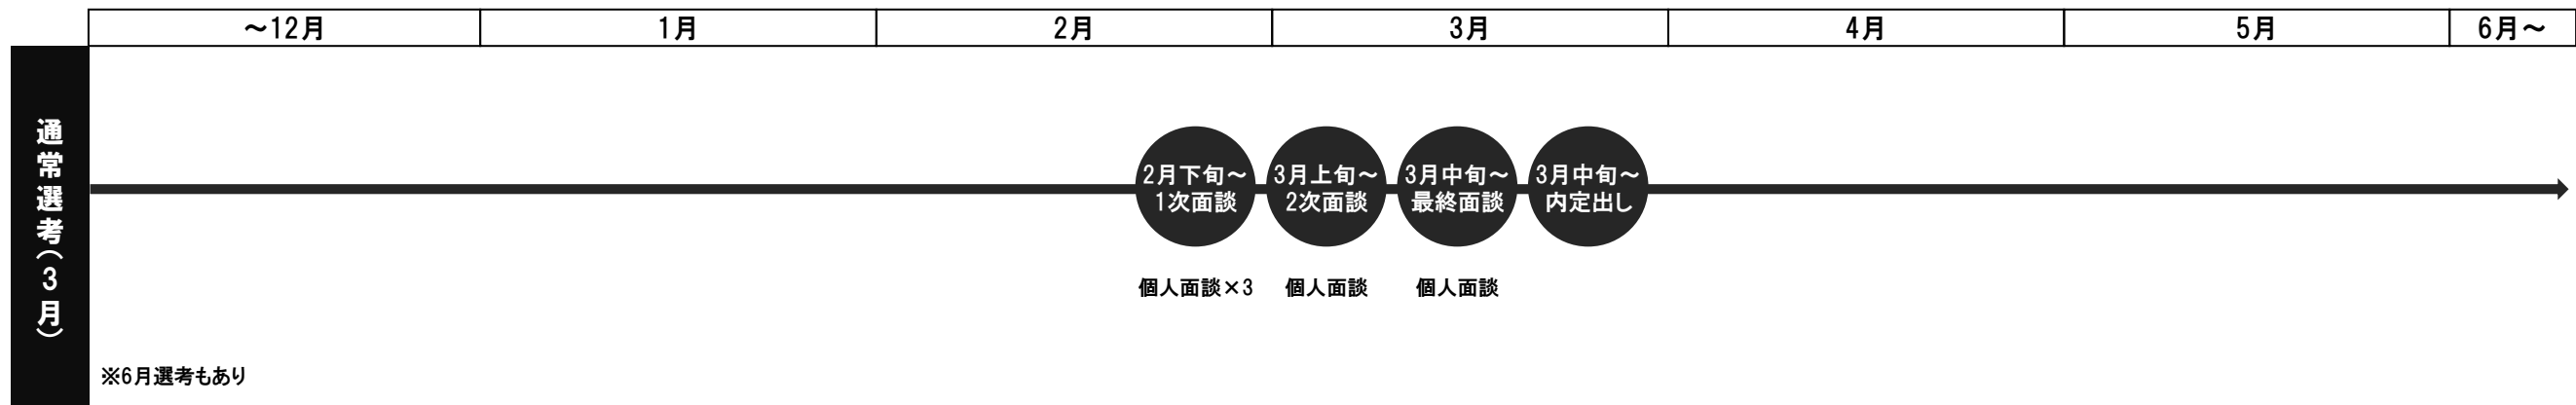 ～12月
1月
2月
3月
4月
5月
6月～
通常選考（3月）
2月下旬～
1次面談
3月上旬～
2次面談
3月中旬～
最終面談
3月中旬～
内定出し
個人面談×3
個人面談
個人面談
※6月選考もあり